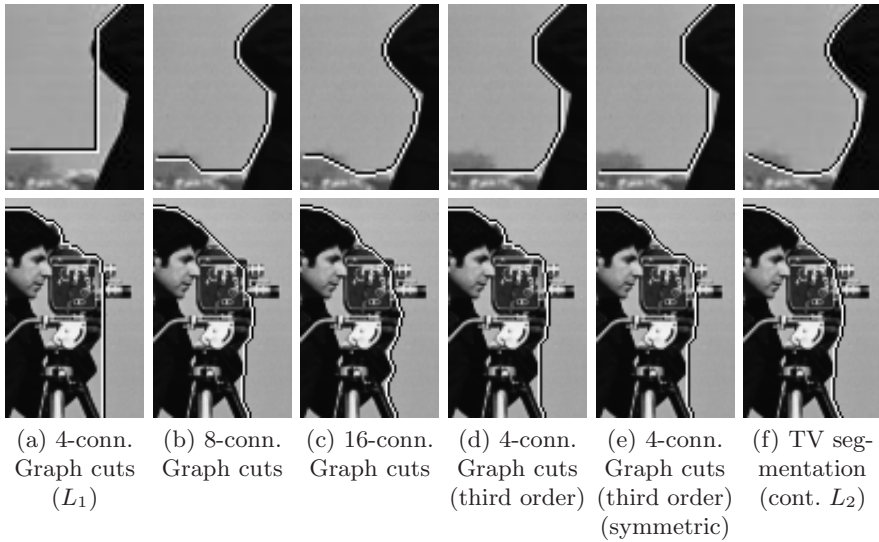 (a) 4-conn.
Graph cuts
(L₁)
(b) 8-conn.
Graph cuts
(c) 16-conn.
Graph cuts
(d) 4-conn.
Graph cuts
(third order)
(e) 4-conn.
Graph cuts
(third order)
(symmetric)
(f) TV seg-
mentation
(cont. L₂)